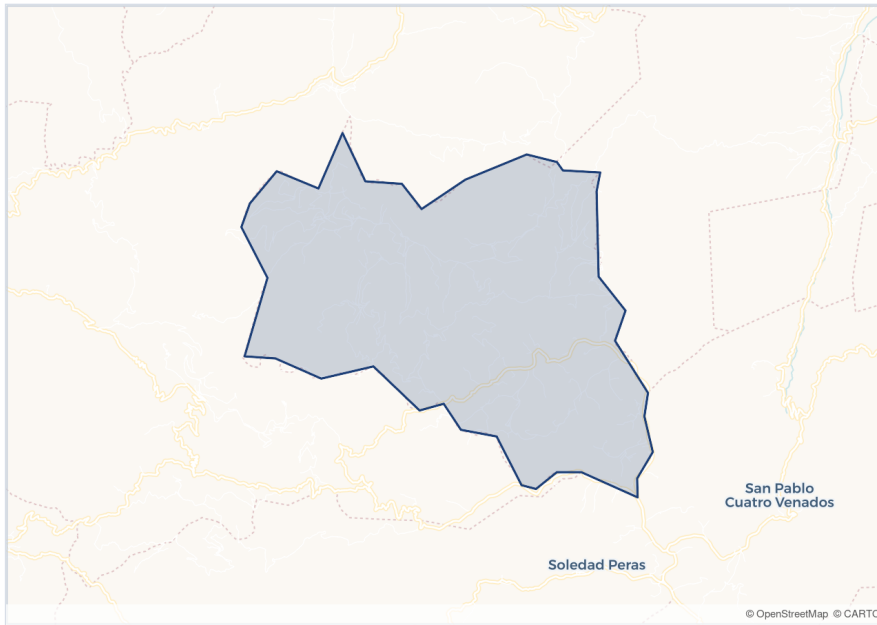 San Pablo
Cuatro Venados
Soledad Peras
© OpenStreetMap © CARTO